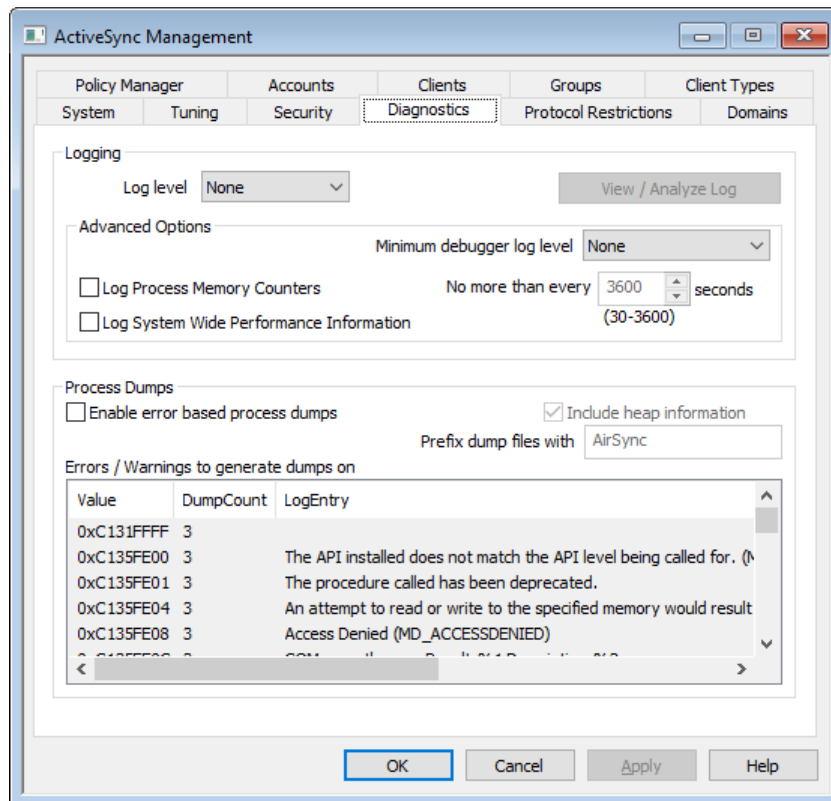 ActiveSync Management
Policy Manager Accounts Clients Groups Client Types
System Tuning Security Diagnostics Protocol Restrictions Domains
Logging
Log level None View / Analyze Log
Advanced Options
Minimum debugger log level None
Log Process Memory Counters No more than every 3600 seconds
(30-3600)
Log System Wide Performance Information
Process Dumps
Enable error based process dumps Include heap information
Prefix dump files with AirSync
Errors / Warnings to generate dumps on
Value DumpCount LogEntry
0xC131FFFF 3
0xC135FE00 3 The API installed does not match the API level being called for.
0xC135FE01 3 The procedure called has been deprecated.
0xC135FE04 3 An attempt to read or write to the specified memory would result
0xC135FE08 3 Access Denied (MD_ACCESSDENIED)
OK Cancel Apply Help